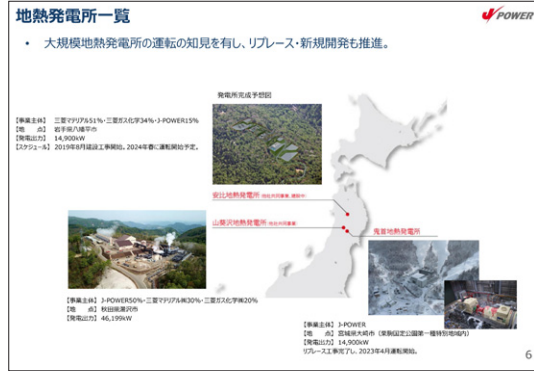 地熱発電所一覧
J POWER
• 大規模地熱発電所の運転の知見を有し、リプレース・新規開発も推進。
発電所完成予想図
【事業主体】 三菱マテリアル51%・三菱ガス化学34%・J-POWER15%
【地　点】 岩手県八幡平市
【発電出力】 14,900kW
【スケジュール】 2019年8月建設工事開始。2024年春に運転開始予定。
安比地熱発電所
山葵沢地熱発電所
鬼首地熱発電所
【事業主体】 J-POWER50%・三菱マテリアル㈱30%・三菱ガス化学㈱20%
【地　点】 秋田県湯沢市
【発電出力】 46,199kW
【事業主体】 J-POWER
【地　点】 宮城県大崎市（栗駒国定公園第一種特別地域内）
【発電出力】 14,900kW
リプレース工事完了し、2023年4月運転開始。
6